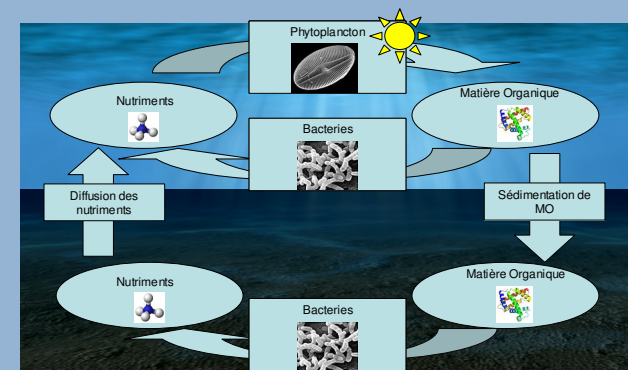 Phytoplancton
Nutriments
Matière Organique
Bacteries
Diffusion des
nutriments
Sédimentation de
MO
Nutriments
Matière Organique
Bacteries